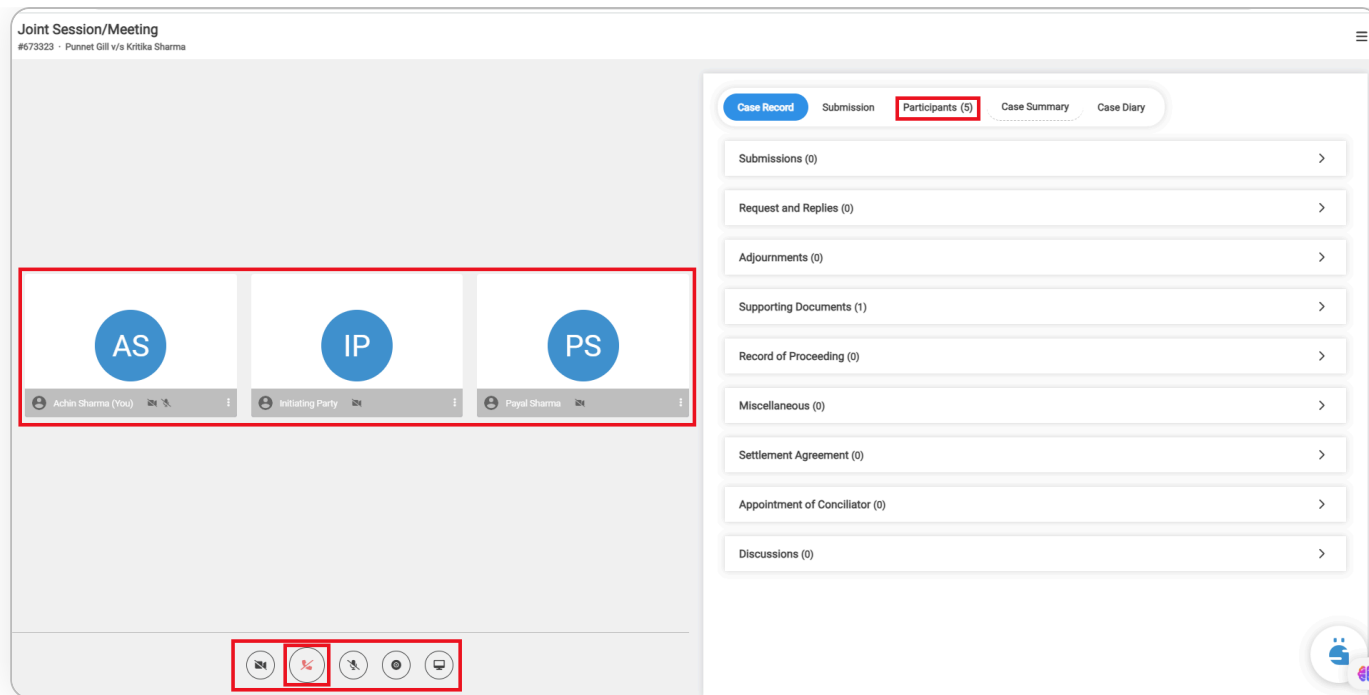 Joint Session/Meeting
#673323 · Punnet Gill v/s Kritika Sharma
AS
IP
PS
Achin Sharma (You)
Initiating Party
Payal Sharma
Case Record
Submission
Participants (5)
Case Summary
Case Diary
Submissions (0)
Request and Replies (0)
Adjournments (0)
Supporting Documents (1)
Record of Proceeding (0)
Miscellaneous (0)
Settlement Agreement (0)
Appointment of Conciliator (0)
Discussions (0)